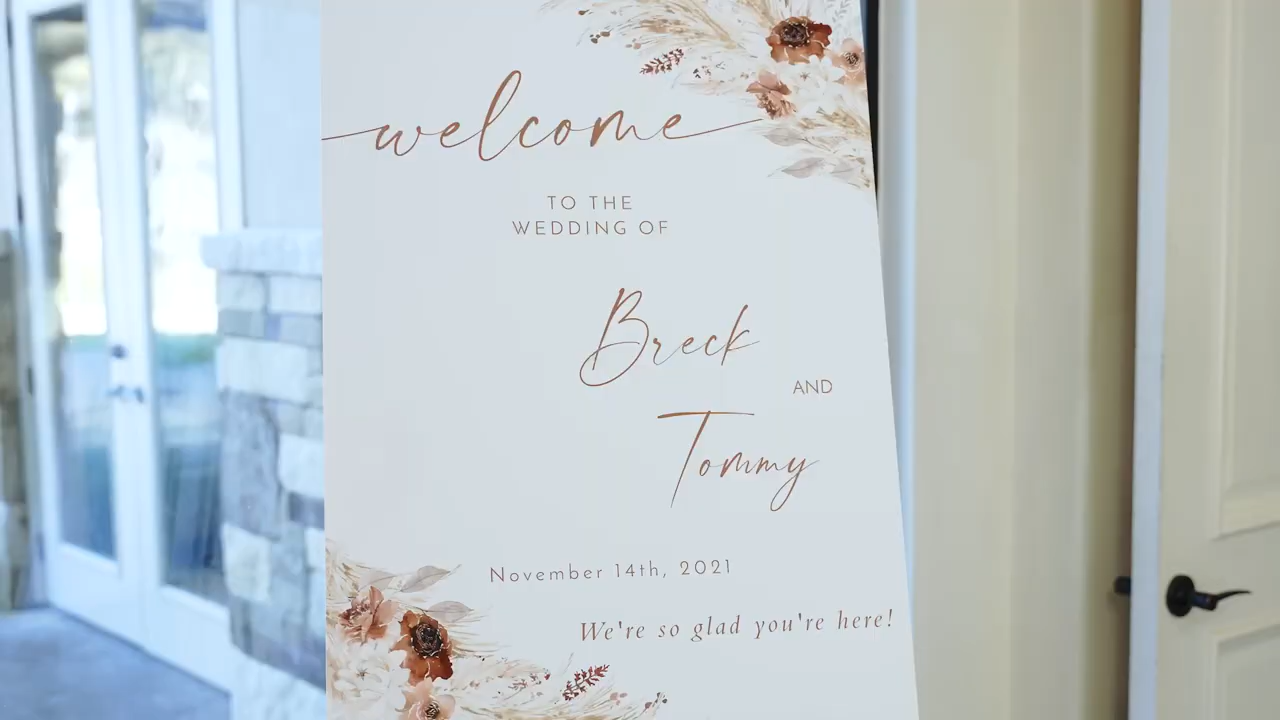 welcome
TO THE
WEDDING OF
Breck
AND
Tommy
November 14th, 2021
We're so glad you're here!